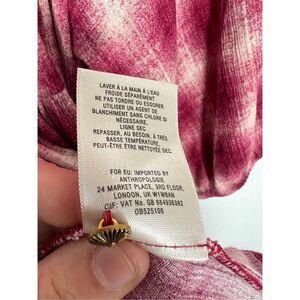 LAVER À LA MAIN À L'EAU
FROIDE SÉPARÉMENT
NE PAS TORDRE OU ESSORER
UTILISER UN AGENT DE
BLANCHIMENT SANS CHLORE SI
NÉCESSAIRE.
LIGNE SEC
REPASSER, AU BESOIN, À TRÈS
BASSE TEMPÉRATURE.
PEUT-ÊTRE ÊTRE NETTOYÉ SEC.
FOR EU: IMPORTED BY
ANTHROPOLOGIE
24 MARKET PLACE, 3RD FLOOR,
LONDON, UK W1W8AN
CIF: VAT No. GB 684936382
OB525106